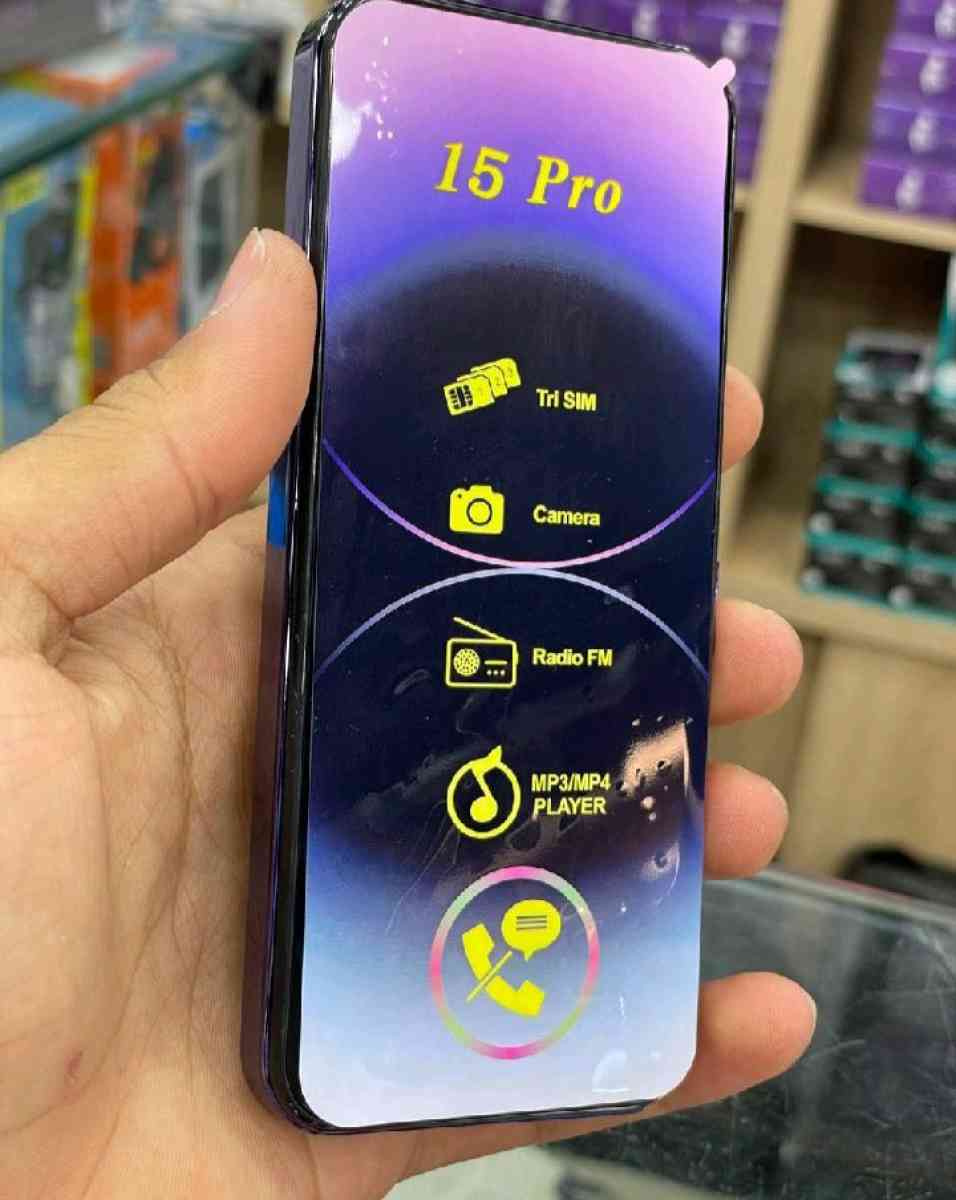 15 Pro
Tri SIM
Camera
Radio FM
MP3/MP4
PLAYER